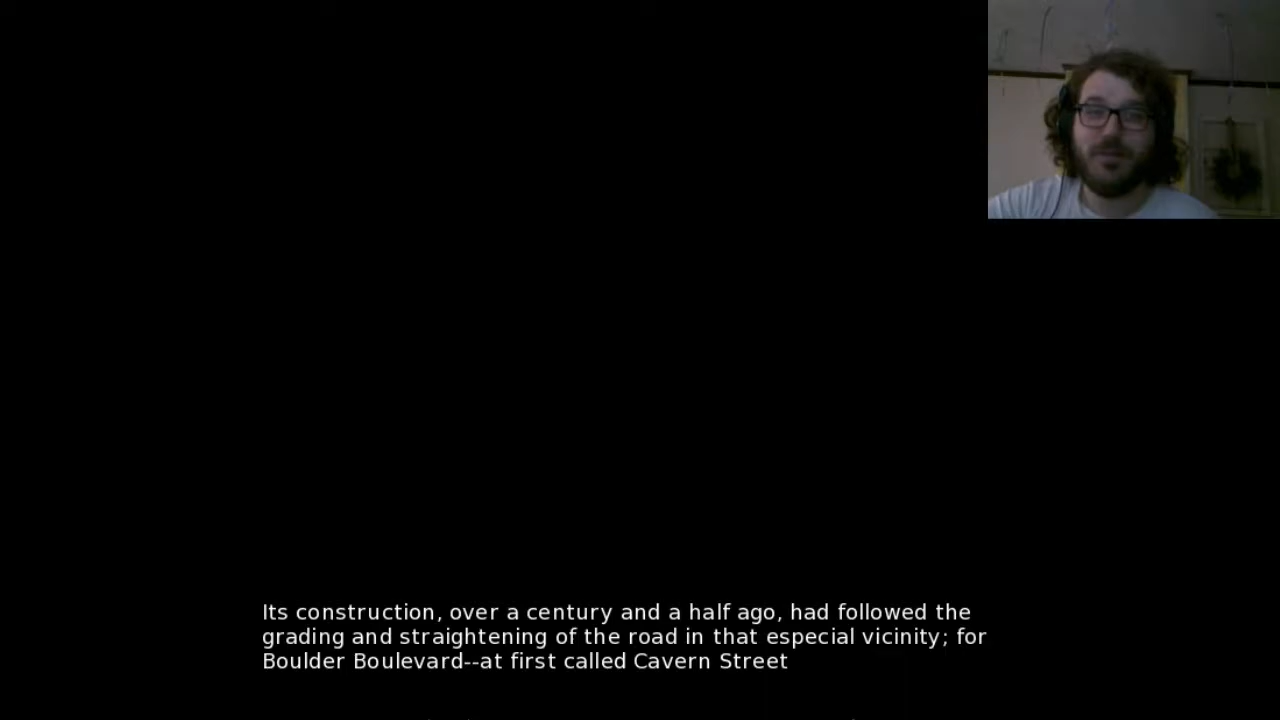 Its construction, over a century and a half ago, had followed the
grading and straightening of the road in that especial vicinity; for
Boulder Boulevard--at first called Cavern Street